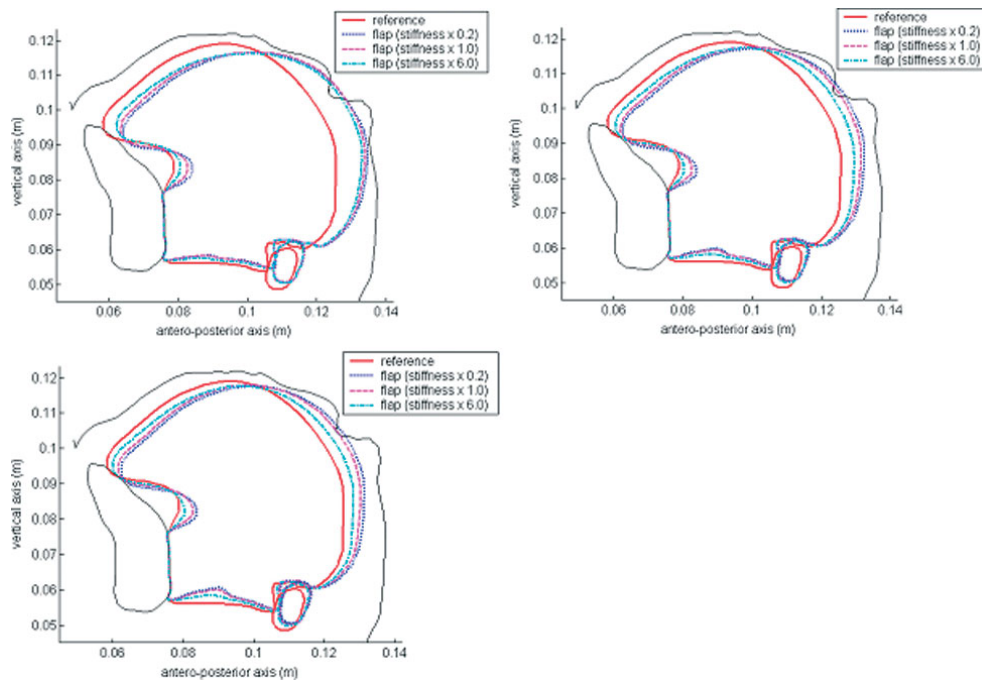 reference
flap (stiffness x 0.2)
flap (stiffness x 1.0)
flap (stiffness x 6.0)
0.12
0.11
0.1
0.09
0.08
0.07
0.06
0.05
vertical axis (m)
0.06
0.08
0.1
0.12
0.14
antero-posterior axis (m)
reference
flap (stiffness x 0.2)
flap (stiffness x 1.0)
flap (stiffness x 6.0)
0.12
0.11
0.1
0.09
0.08
0.07
0.06
0.05
vertical axis (m)
0.06
0.08
0.1
0.12
0.14
antero-posterior axis (m)
reference
flap (stiffness x 0.2)
flap (stiffness x 1.0)
flap (stiffness x 6.0)
0.12
0.11
0.1
0.09
0.08
0.07
0.06
0.05
vertical axis (m)
0.06
0.08
0.1
0.12
0.14
antero-posterior axis (m)